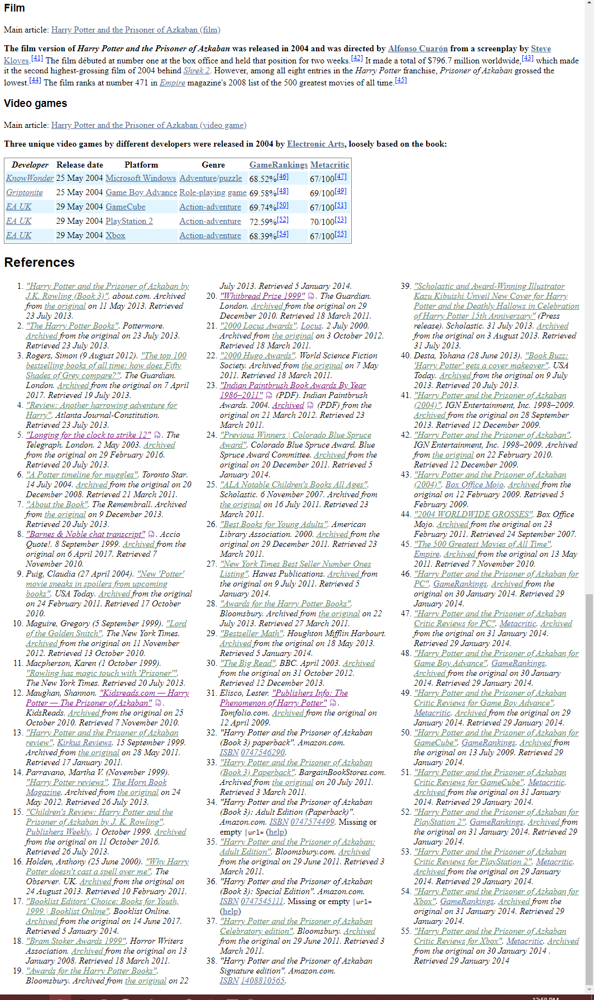 Film
Main article: Harry Potter and the Prisoner of Azkaban (film)
The film version of Harry Potter and the Prisoner of Azkaban was released in 2004 and was directed by Alfonso Cuarón from a screenplay by Steve
Kloves.[41] The film débuted at number one at the box office and held that position for two weeks.[42] It made a total of $796.7 million worldwide,[43] which made
it the second highest-grossing film of 2004 behind Shrek 2. However, among all eight entries in the Harry Potter franchise, Prisoner of Azkaban grossed the
lowest.[44] The film ranks at number 471 in Empire magazine's 2008 list of the 500 greatest movies of all time.[45]
Video games
Main article: Harry Potter and the Prisoner of Azkaban (video game)
Three unique video games by different developers were released in 2004 by Electronic Arts, loosely based on the book:
Developer Release date Platform Genre GameRankings Metacritic
KnowWonder 25 May 2004 Microsoft Windows Adventure/puzzle 68.52%[46] 67/100[47]
Griptonite 25 May 2004 Game Boy Advance Role-playing game 69.58%[48] 69/100[49]
EA UK 29 May 2004 GameCube Action-adventure 69.74%[50] 67/100[51]
EA UK 29 May 2004 PlayStation 2 Action-adventure 72.59%[52] 70/100[53]
EA UK 29 May 2004 Xbox Action-adventure 68.39%[54] 67/100[55]
References
1. "Harry Potter and the Prisoner of Azkaban by
J.K. Rowling (Book 3)". about.com. Archived
from the original on 11 May 2013. Retrieved
23 July 2013.
2. "The Harry Potter Books". Pottermore.
Archived from the original on 23 July 2013.
Retrieved 23 July 2013.
3. Rogers, Simon (9 August 2012). "The top 100
bestselling books of all time: how does Fifty
Shades of Grey compare?". The Guardian.
London. Archived from the original on 7 April
2017. Retrieved 19 July 2013.
4. "Review: Another harrowing adventure for
Harry". Atlanta Journal-Constitution.
Retrieved 23 July 2013.
5. "Longing for the clock to strike 12" PDF. The
Telegraph. London. 2 May 2003. Archived
from the original on 29 February 2016.
Retrieved 20 July 2013.
6. "A Potter timeline for muggles". Toronto Star.
14 July 2004. Archived from the original on 20
December 2008. Retrieved 21 March 2011.
7. "About the Book". The Remembrall. Archived
from the original on 9 December 2013.
Retrieved 20 July 2013.
8. "Barnes & Noble chat transcript" PDF. Accio
Quote!. 8 September 1999. Archived from the
original on 6 April 2017. Retrieved 7
November 2010.
9. Puig, Claudia (27 April 2004). "New 'Potter'
movie sneaks in spoilers from upcoming
books". USA Today. Archived from the original
on 24 February 2011. Retrieved 17 October
2010.
10. Maguire, Gregory (5 September 1999). "Lord
of the Golden Snitch". The New York Times.
Archived from the original on 11 November
2012. Retrieved 13 October 2010.
11. Macpherson, Karen (1 October 1999).
"Rowling has magic touch with 'Prisoner'".
The New York Times. Retrieved 20 July 2013.
12. Maughan, Shannon. "Kidsreads.com — Harry
Potter — The Prisoner of Azkaban" PDF.
KidsReads. Archived from the original on 25
October 2010. Retrieved 7 November 2010.
13. "Harry Potter and the Prisoner of Azkaban
review". Kirkus Reviews. 15 September 1999.
Archived from the original on 28 May 2011.
Retrieved 17 January 2011.
14. Parravano, Martha V. (November 1999).
"Harry Potter reviews". The Horn Book
Magazine. Archived from the original on 24
May 2012. Retrieved 26 July 2013.
15. "Children's Review: Harry Potter and the
Prisoner of Azkaban by J. K. Rowling".
Publishers Weekly. 1 October 1999. Archived
from the original on 11 October 2016.
Retrieved 26 July 2013.
16. Holden, Anthony (25 June 2000). "Why Harry
Potter doesn't cast a spell over me". The
Observer. UK. Archived from the original on
24 August 2013. Retrieved 10 February 2011.
17. "Booklist Editors' Choice: Books for Youth,
1999 | Booklist Online". Booklist Online.
Archived from the original on 14 June 2017.
Retrieved 5 January 2014.
18. "Bram Stoker Awards 1999". Horror Writers
Association. Archived from the original on 13
January 2008. Retrieved 18 March 2011.
19. "Awards for the Harry Potter Books".
Bloomsbury. Archived from the original on 22
July 2013. Retrieved 5 January 2014.
20. "Whitbread Prize 1999" PDF. The Guardian.
London. Archived from the original on 29
December 2010. Retrieved 18 March 2011.
21. "2000 Locus Awards". Locus. 2 July 2000.
Archived from the original on 3 October 2012.
Retrieved 18 March 2011.
22. "2000 Hugo Awards". World Science Fiction
Society. Archived from the original on 7 May
2011. Retrieved 18 March 2011.
23. "Indian Paintbrush Book Awards By Year
1986–2011" PDF (PDF). Indian Paintbrush
Awards. 2004. Archived PDF (PDF) from the
original on 21 March 2012. Retrieved 23
March 2011.
24. "Previous Winners | Colorado Blue Spruce
Award". Colorado Blue Spruce Award. Blue
Spruce Award Committee. Archived from the
original on 20 December 2011. Retrieved 5
January 2014.
25. "ALA Notable Children's Books All Ages".
Scholastic. 6 November 2007. Archived from
the original on 16 July 2011. Retrieved 23
March 2011.
26. "Best Books for Young Adults". American
Library Association. 2000. Archived from the
original on 29 December 2011. Retrieved 23
March 2011.
27. "New York Times Best Seller Number Ones
Listing". Hawes Publications. Archived from
the original on 9 July 2011. Retrieved 5
January 2014.
28. "Awards for the Harry Potter Books".
Bloomsbury. Archived from the original on 22
July 2013. Retrieved 27 March 2011.
29. "Bestseller Math". Houghton Mifflin Harbourt.
Archived from the original on 18 May 2013.
Retrieved 5 January 2014.
30. "The Big Read". BBC. April 2003. Archived
from the original on 31 October 2012.
Retrieved 12 December 2013.
31. Elisco, Lester. "Publishers Info: The
Phenomenon of Harry Potter" PDF.
Tomfolio.com. Archived from the original on
12 April 2009.
32. "Harry Potter and the Prisoner of Azkaban
(Book 3) paperback". Amazon.com.
ISBN 0747546290.
33. "Harry Potter and the Prisoner of Azkaban
(Book 3) Paperback". BargainBookStores.com.
Archived from the original on 20 July 2011.
Retrieved 3 March 2011.
34. "Harry Potter and the Prisoner of Azkaban
(Book 3): Adult Edition (Paperback)".
Amazon.com. ISBN 0747574499. Missing or
empty |url= (help)
35. "Harry Potter and the Prisoner of Azkaban:
Adult Edition". Bloomsbury.com. Archived
from the original on 29 June 2011. Retrieved 3
March 2011.
36. "Harry Potter and the Prisoner of Azkaban
(Book 3): Special Edition". Amazon.com.
ISBN 0747545111. Missing or empty |url=
(help)
37. "Harry Potter and the Prisoner of Azkaban
Celebratory edition". Bloomsbury. Archived
from the original on 29 June 2011. Retrieved 3
March 2011.
38. "Harry Potter and the Prisoner of Azkaban
Signature edition". Amazon.com.
ISBN 1408810565.
39. "Scholastic and Award-Winning Illustrator
Kazu Kibuishi Unveil New Cover for Harry
Potter and the Deathly Hallows in Celebration
of Harry Potter 15th Anniversary" (Press
release). Scholastic. 31 July 2013. Archived
from the original on 3 August 2013. Retrieved
31 July 2013.
40. Desta, Yohana (28 June 2013). "Book Buzz:
'Harry Potter' gets a cover makeover". USA
Today. Archived from the original on 9 July
2013. Retrieved 20 July 2013.
41. "Harry Potter and the Prisoner of Azkaban
(2004)". IGN Entertainment, Inc. 1998–2009.
Archived from the original on 28 September
2013. Retrieved 12 December 2009.
42. "Harry Potter and the Prisoner of Azkaban".
IGN Entertainment, Inc. 1998–2009. Archived
from the original on 22 February 2010.
Retrieved 12 December 2009.
43. "Harry Potter and the Prisoner of Azkaban
(2004)". Box Office Mojo. Archived from the
original on 12 February 2009. Retrieved 5
February 2009.
44. "2004 WORLDWIDE GROSSES". Box Office
Mojo. Archived from the original on 23
February 2011. Retrieved 24 September 2007.
45. "The 500 Greatest Movies of All Time".
Empire. Archived from the original on 13 May
2011. Retrieved 7 November 2010.
46. "Harry Potter and the Prisoner of Azkaban for
PC". GameRankings. Archived from the
original on 30 January 2014. Retrieved 29
January 2014.
47. "Harry Potter and the Prisoner of Azkaban
Critic Reviews for PC". Metacritic. Archived
from the original on 31 January 2014.
Retrieved 29 January 2014.
48. "Harry Potter and the Prisoner of Azkaban for
Game Boy Advance". GameRankings.
Archived from the original on 30 January
2014. Retrieved 29 January 2014.
49. "Harry Potter and the Prisoner of Azkaban
Critic Reviews for Game Boy Advance".
Metacritic. Archived from the original on 29
January 2014. Retrieved 29 January 2014.
50. "Harry Potter and the Prisoner of Azkaban for
GameCube". GameRankings. Archived from
the original on 13 July 2009. Retrieved 29
January 2014.
51. "Harry Potter and the Prisoner of Azkaban
Critic Reviews for GameCube". Metacritic.
Archived from the original on 31 January
2014. Retrieved 29 January 2014.
52. "Harry Potter and the Prisoner of Azkaban for
PlayStation 2". GameRankings. Archived from
the original on 31 January 2014. Retrieved 29
January 2014.
53. "Harry Potter and the Prisoner of Azkaban
Critic Reviews for PlayStation 2". Metacritic.
Archived from the original on 29 January
2014. Retrieved 29 January 2014.
54. "Harry Potter and the Prisoner of Azkaban for
Xbox". GameRankings. Archived from the
original on 31 January 2014. Retrieved 29
January 2014.
55. "Harry Potter and the Prisoner of Azkaban
Critic Reviews for Xbox". Metacritic. Archived
from the original on 30 January 2014 .
Retrieved 29 January 2014